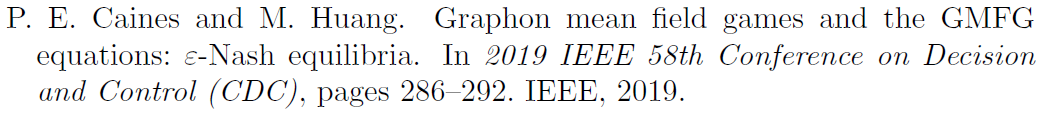 P. E. Caines and M. Huang. Graphon mean field games and the GMFG
equations: ε-Nash equilibria. In 2019 IEEE 58th Conference on Decision
and Control (CDC), pages 286–292. IEEE, 2019.